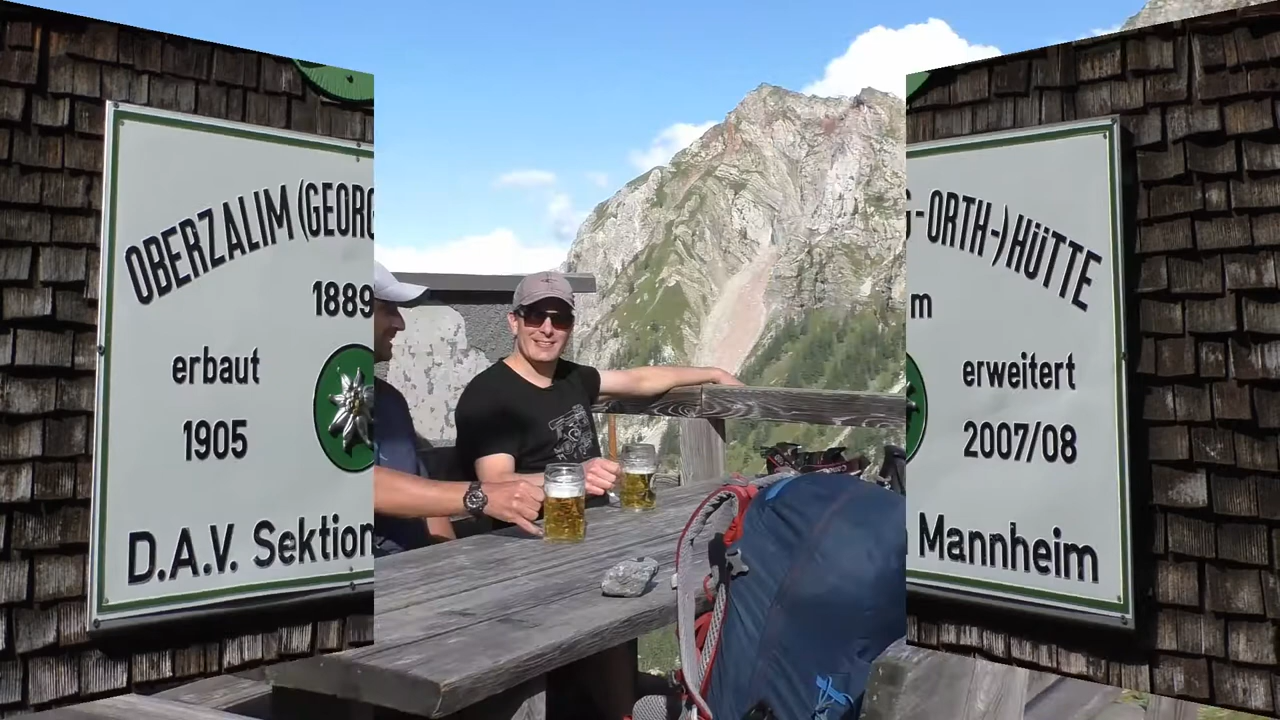 OBERZALIM (GEORG-ORTH-) HÜTTE
1889 m
erbaut erweitert
1905 2007/08
D.A.V. Sektion Mannheim